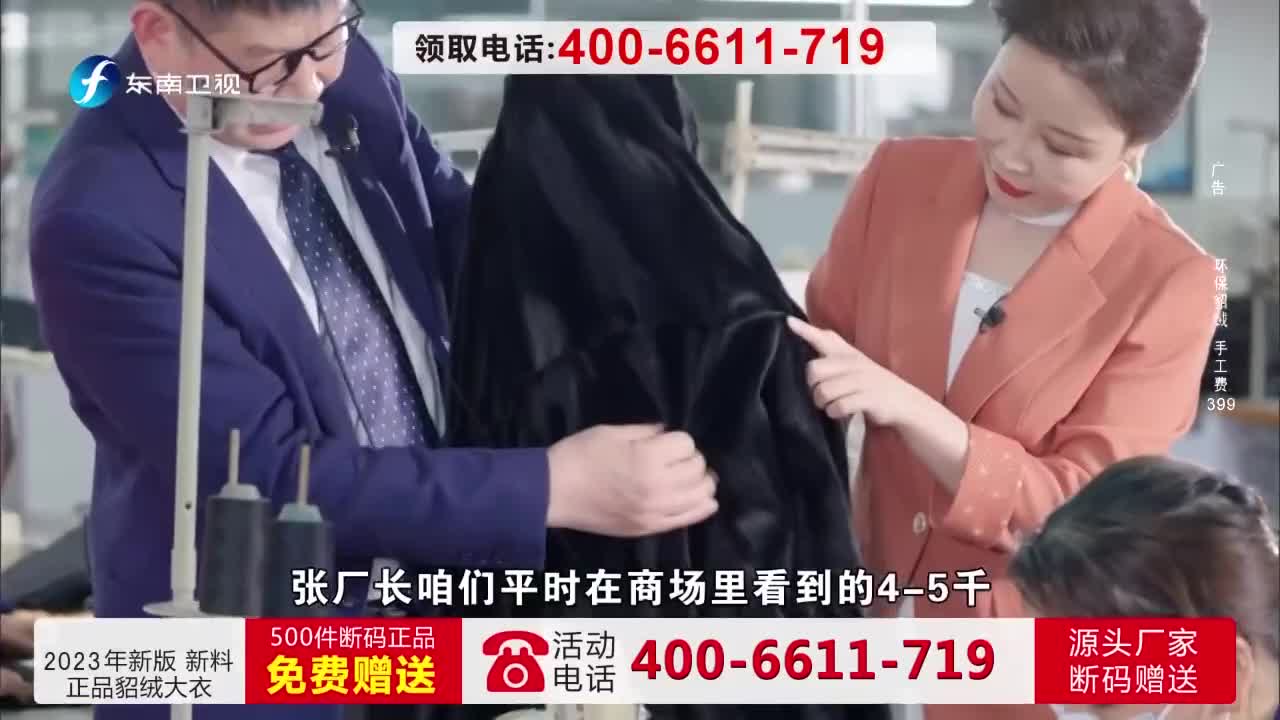 领取电话:400-6611-719
东南卫视
广告
环保貂绒 手工费
399
张厂长咱们平时在商场里看到的4-5千
2023年新版 新料
正品貂绒大衣
500件断码正品
免费赠送
活动
电话
400-6611-719
源头厂家
断码赠送